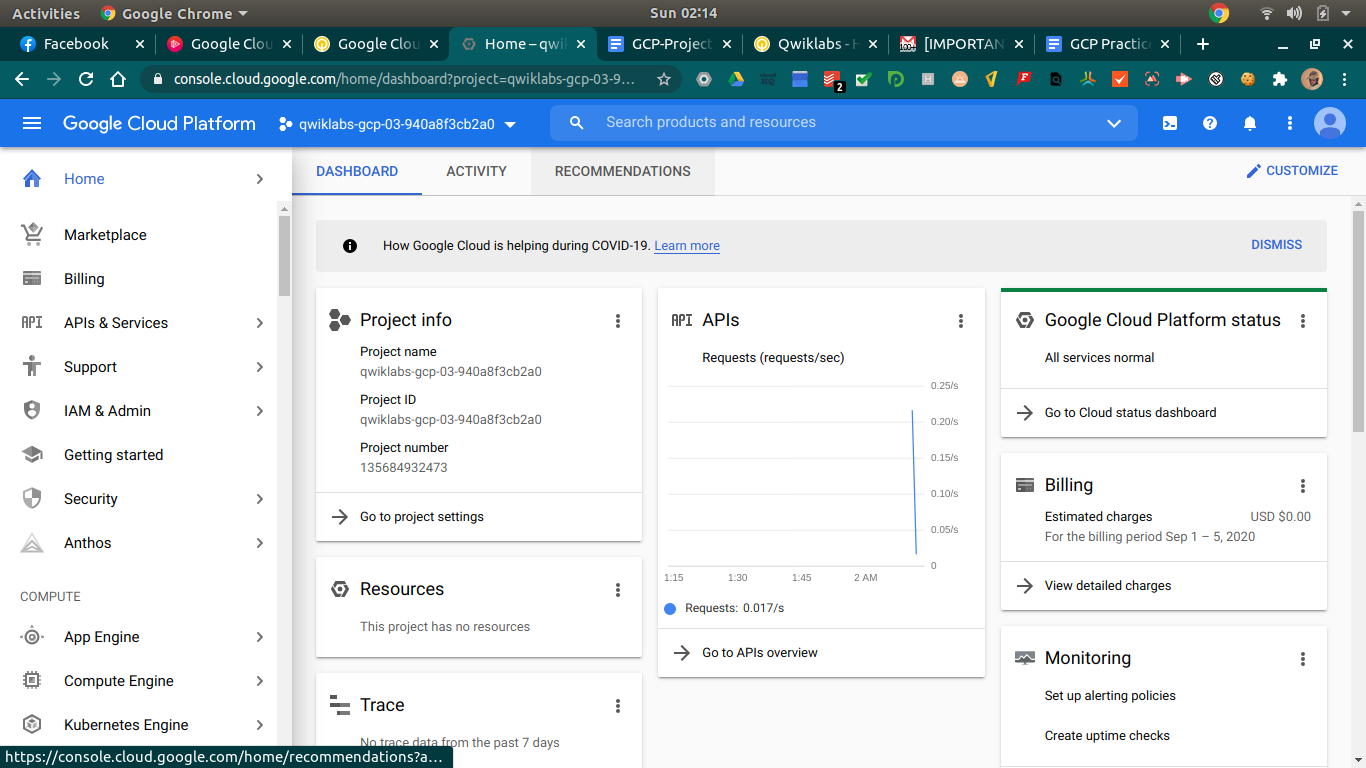 Activities Google Chrome Sun 02:14
Facebook Google Clou Google Clou Home – qwi GCP-Project Qwiklabs - H [IMPORTAN GCP Practice
console.cloud.google.com/home/dashboard?project=qwiklabs-gcp-03-9... 2
Google Cloud Platform qwiklabs-gcp-03-940a8f3cb2a0 Search products and resources
Home
Marketplace
Billing
API APIs & Services
Support
IAM & Admin
Getting started
Security
Anthos
COMPUTE
App Engine
Compute Engine
Kubernetes Engine
https://console.cloud.google.com/home/recommendations?a...
DASHBOARD ACTIVITY RECOMMENDATIONS CUSTOMIZE
How Google Cloud is helping during COVID-19. Learn more DISMISS
Project info
Project name
qwiklabs-gcp-03-940a8f3cb2a0
Project ID
qwiklabs-gcp-03-940a8f3cb2a0
Project number
135684932473
Go to project settings
Resources
This project has no resources
Trace
No trace data from the past 7 days
API APIs
Requests (requests/sec)
0.25/s
0.20/s
0.15/s
0.10/s
0.05/s
0
1:15 1:30 1:45 2 AM
Requests: 0.017/s
Go to APIs overview
Google Cloud Platform status
All services normal
Go to Cloud status dashboard
Billing
Estimated charges USD $0.00
For the billing period Sep 1 – 5, 2020
View detailed charges
Monitoring
Set up alerting policies
Create uptime checks